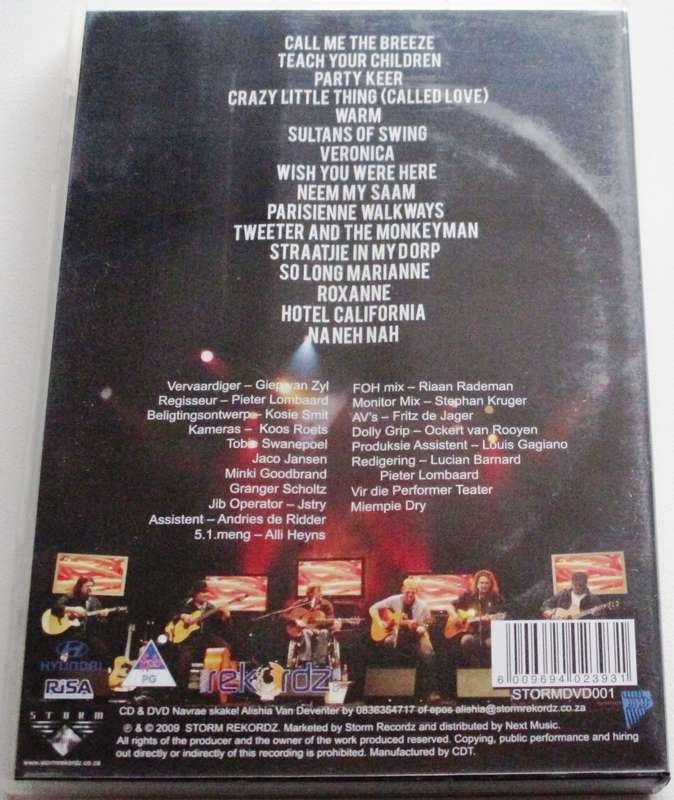 CALL ME THE BREEZE
TEACH YOUR CHILDREN
PARTY KEER
CRAZY LITTLE THING (CALLED LOVE)
WARM
SULTANS OF SWING
VERONICA
WISH YOU WERE HERE
NEEM MY SAAM
PARISIENNE WALKWAYS
TWEETER AND THE MONKEYMAN
STRAATJIE IN MY DORP
SO LONG MARIANNE
ROXANNE
HOTEL CALIFORNIA
NA NEH NAH
Vervaardiger – Giep van Zyl
Regisseur – Pieter Lombaard
Beligtingsontwerp – Kosie Smit
Kameras – Koos Roets
Tobie Swanepoel
Jaco Jansen
Minki Goodbrand
Granger Scholtz
Jib Operator – Jstry
Assistent – Andries de Ridder
5.1.meng – Alli Heyns
FOH mix – Riaan Rademan
Monitor Mix – Stephan Kruger
AV's – Fritz de Jager
Dolly Grip – Ockert van Rooyen
Produksie Assistent – Louis Gagiano
Redigering – Lucian Barnard
Pieter Lombaard
Vir die Performer Teater
Miempie Dry
HYUNDAI
RiSA
PG
rekordz
6 009694 023931
STORMDVD001
STORM
www.stormrekordz.co.za
CD & DVD Navrae skakel Alishia Van Deventer by 0836354717 of epos alishia@stormrekordz.co.za
℗ & © 2009 STORM REKORDZ. Marketed by Storm Recordz and distributed by Next Music.
All rights of the producer and the owner of the work produced reserved. Copying, public performance and hiring
out directly or indirectly of this recording is prohibited. Manufactured by CDT.